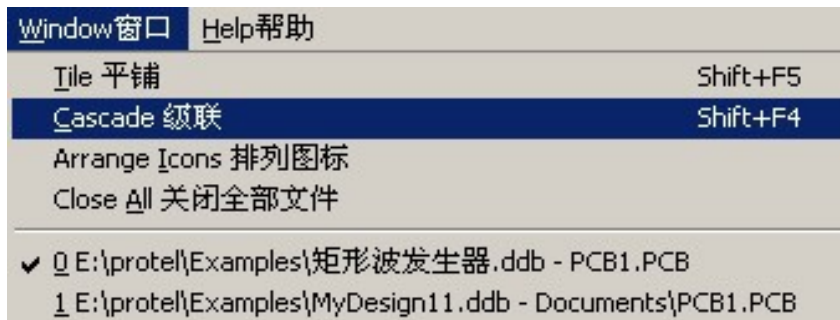 Window窗口 Help帮助
Tile 平铺 Shift+F5
Cascade 级联 Shift+F4
Arrange Icons 排列图标
Close All 关闭全部文件
0 E:\protel\Examples\矩形波发生器.ddb - PCB1.PCB
1 E:\protel\Examples\MyDesign11.ddb - Documents\PCB1.PCB